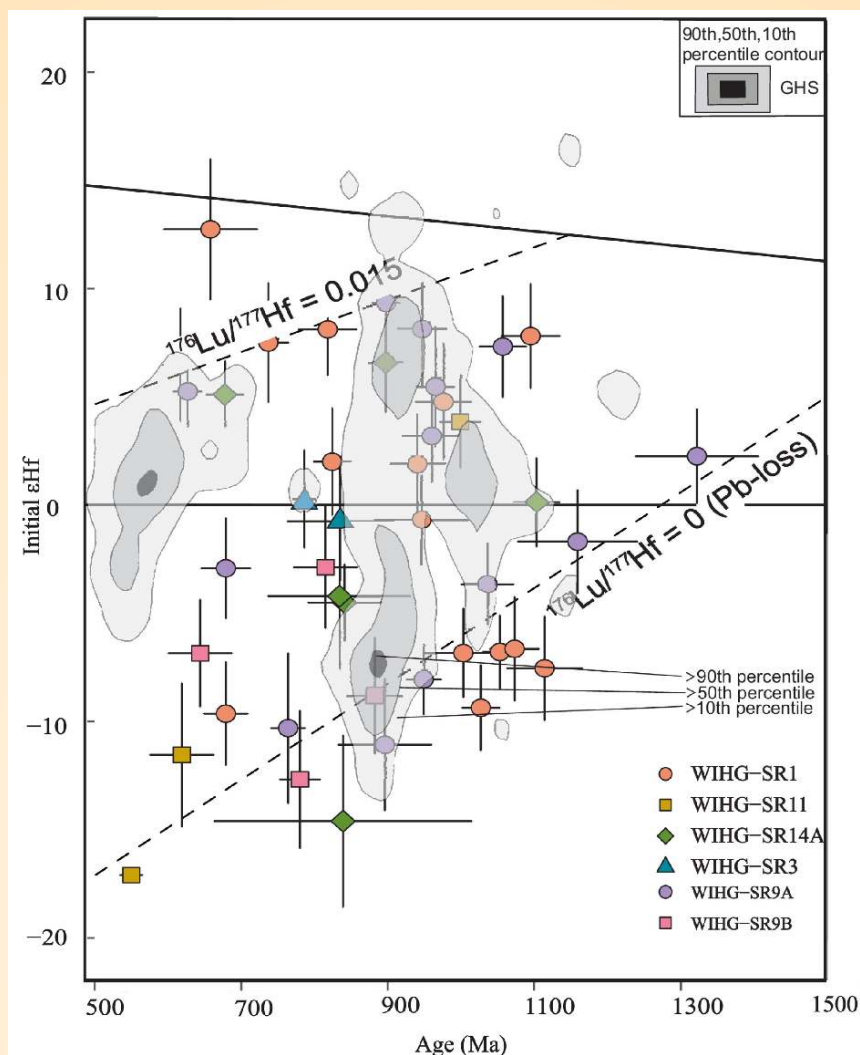 90th,50th,10th
percentile contour
GHS
20
10
0
−10
−20
Initial εHf
¹⁷⁶Lu/¹⁷⁷Hf = 0.015
¹⁷⁶Lu/¹⁷⁷Hf = 0 (Pb-loss)
>90th percentile
>50th percentile
>10th percentile
WIHG−SR1
WIHG−SR11
WIHG−SR14A
WIHG−SR3
WIHG−SR9A
WIHG−SR9B
500 700 900 1100 1300 1500
Age (Ma)